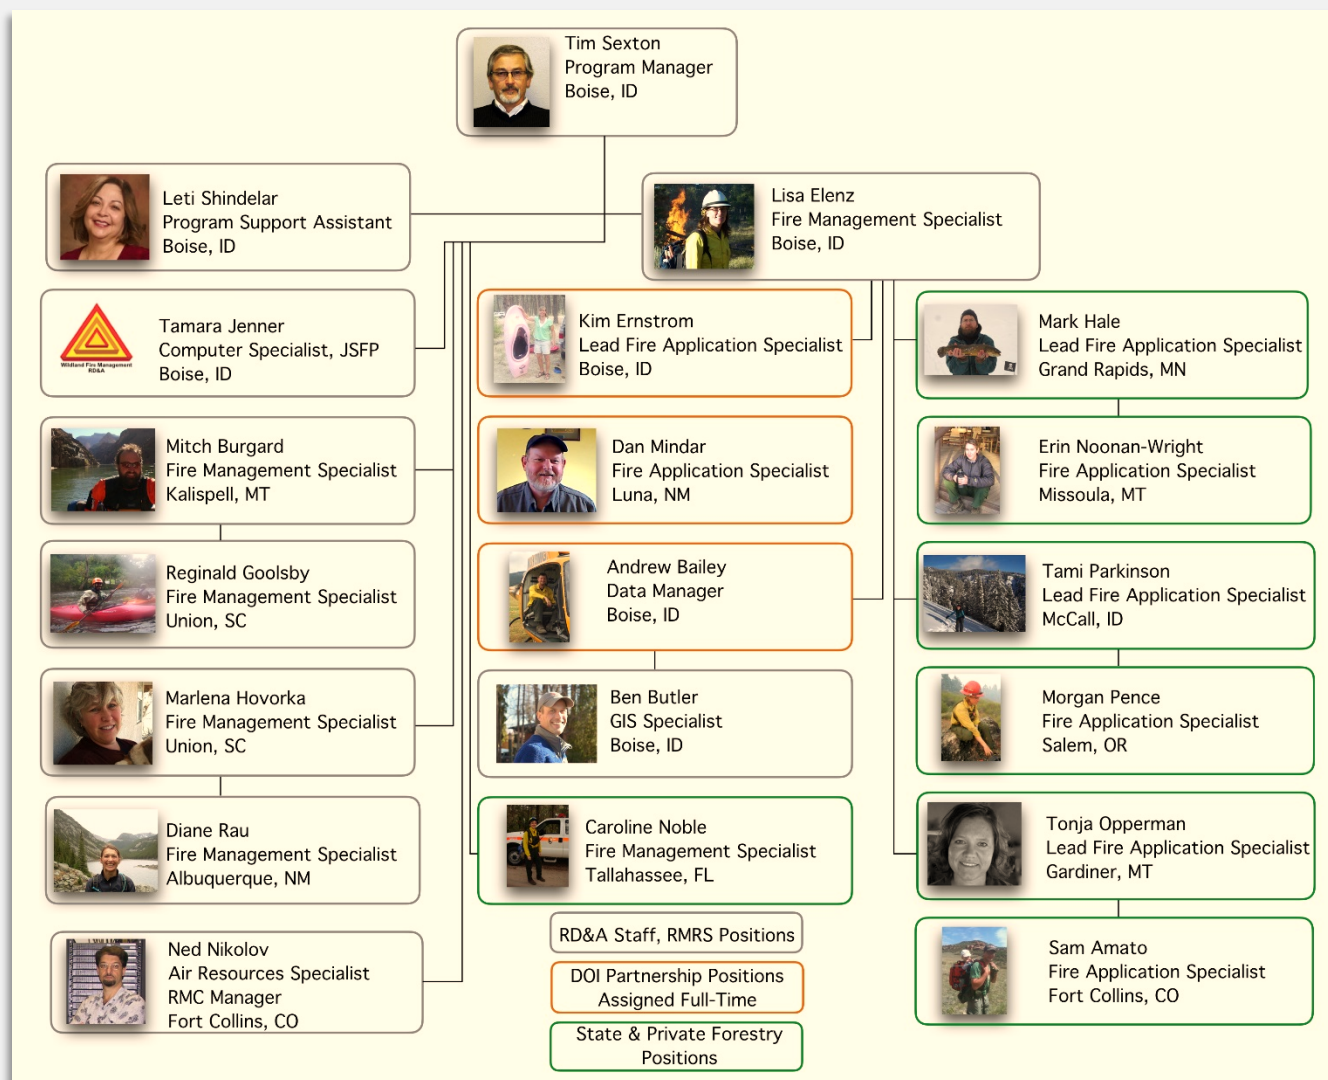 Tim Sexton
Program Manager
Boise, ID
Leti Shindelar
Program Support Assistant
Boise, ID
Lisa Elenz
Fire Management Specialist
Boise, ID
Wildland Fire Management
RD&A
Tamara Jenner
Computer Specialist, JSFP
Boise, ID
Kim Ernstrom
Lead Fire Application Specialist
Boise, ID
Mark Hale
Lead Fire Application Specialist
Grand Rapids, MN
Mitch Burgard
Fire Management Specialist
Kalispell, MT
Dan Mindar
Fire Application Specialist
Luna, NM
Erin Noonan-Wright
Fire Application Specialist
Missoula, MT
Reginald Goolsby
Fire Management Specialist
Union, SC
Andrew Bailey
Data Manager
Boise, ID
Tami Parkinson
Lead Fire Application Specialist
McCall, ID
Marlena Hovorka
Fire Management Specialist
Union, SC
Ben Butler
GIS Specialist
Boise, ID
Morgan Pence
Fire Application Specialist
Salem, OR
Diane Rau
Fire Management Specialist
Albuquerque, NM
Caroline Noble
Fire Management Specialist
Tallahassee, FL
Tonja Opperman
Lead Fire Application Specialist
Gardiner, MT
Ned Nikolov
Air Resources Specialist
RMC Manager
Fort Collins, CO
Sam Amato
Fire Application Specialist
Fort Collins, CO
RD&A Staff, RMRS Positions
DOI Partnership Positions
Assigned Full-Time
State & Private Forestry
Positions